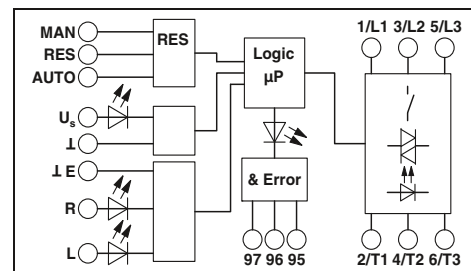 MAN
RES
AUTO
RES
Logic
µP
1/L1 3/L2 5/L3
Us
⊥
⊥ E
R
L
& Error
97 96 95
2/T1 4/T2 6/T3